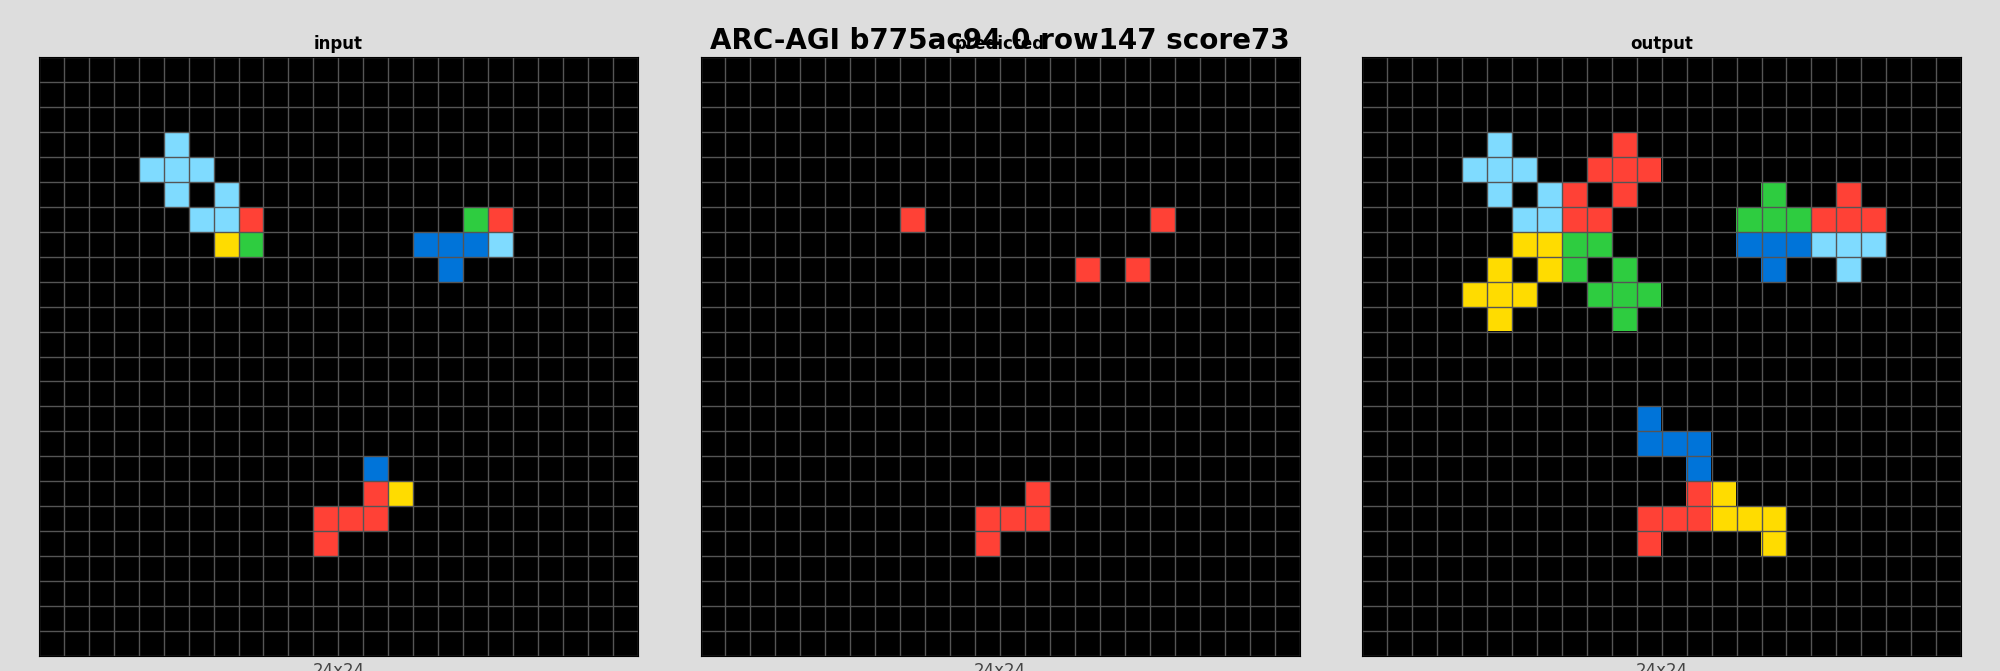 ARC-AGI b775ac94 0 row147 score73
input
predicted
output
24x24
24x24
24x24